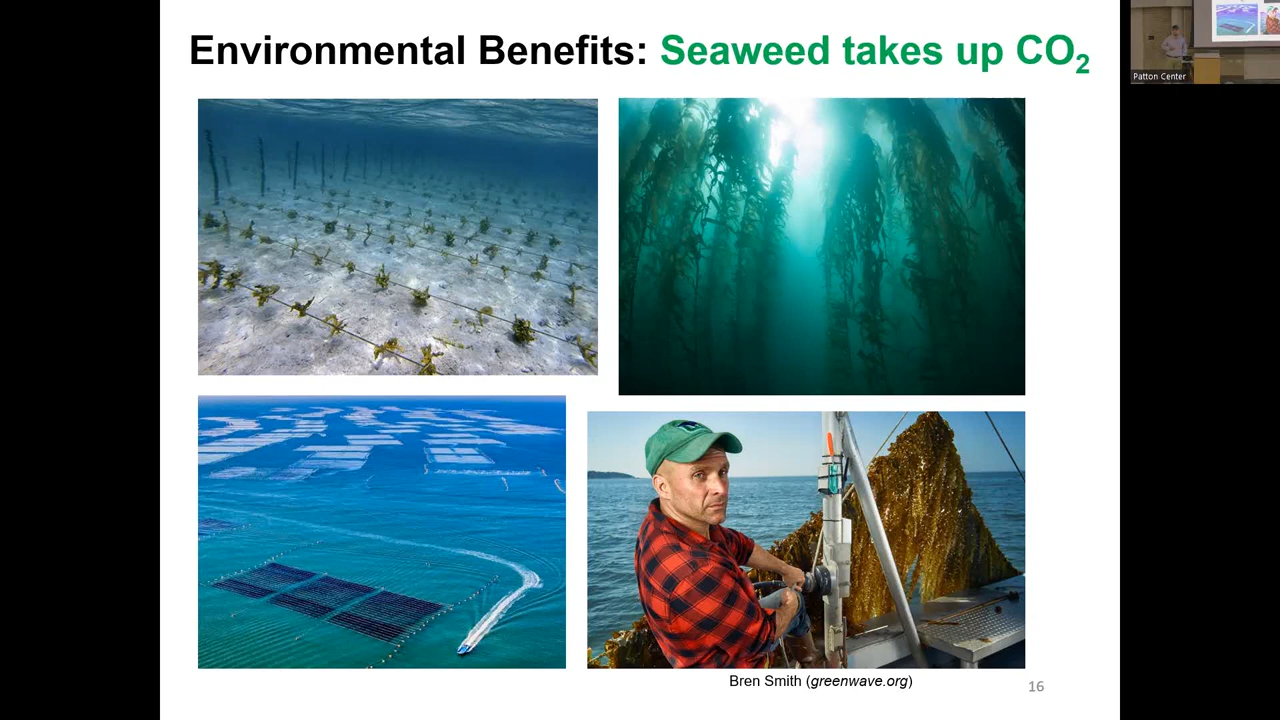 Environmental Benefits: Seaweed takes up CO₂
Patton Center
Bren Smith (greenwave.org)
16